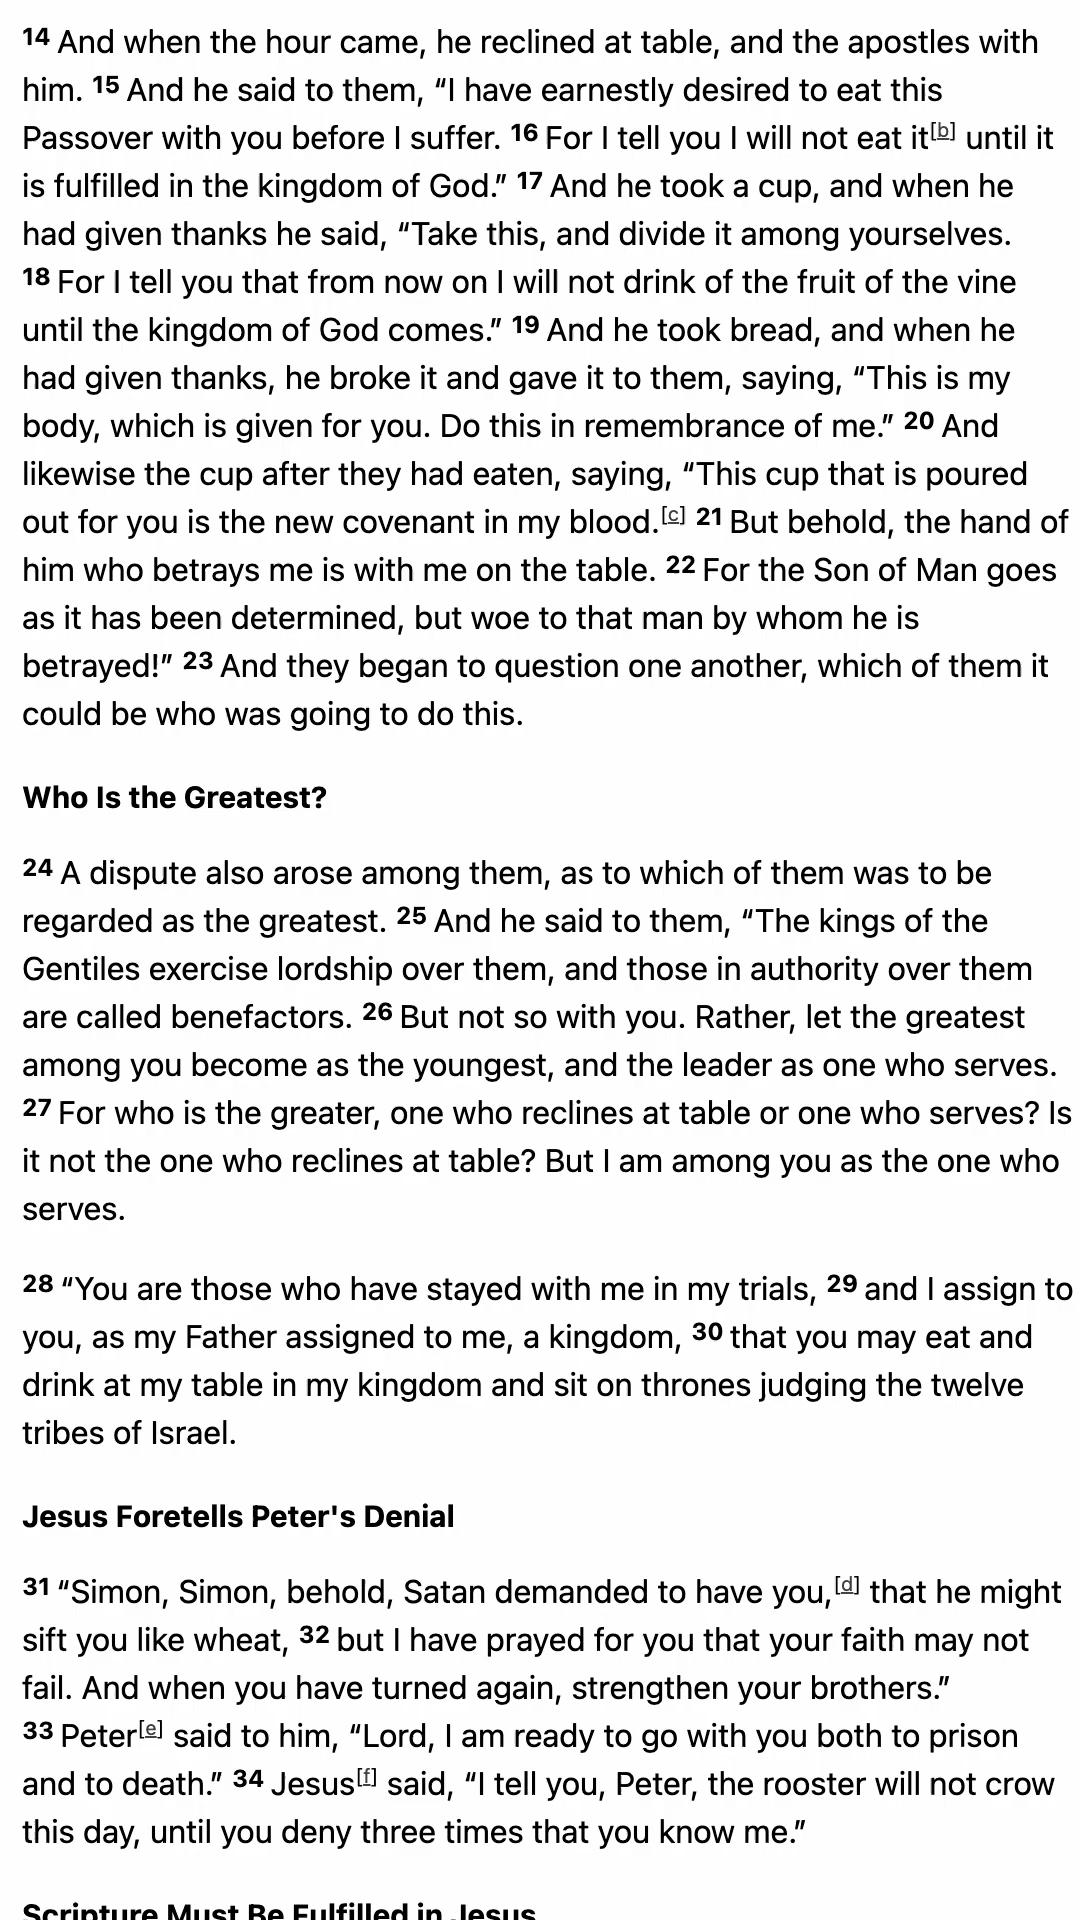 14 And when the hour came, he reclined at table, and the apostles with
him. 15 And he said to them, “I have earnestly desired to eat this
Passover with you before I suffer. 16 For I tell you I will not eat it[b] until it
is fulfilled in the kingdom of God.” 17 And he took a cup, and when he
had given thanks he said, “Take this, and divide it among yourselves.
18 For I tell you that from now on I will not drink of the fruit of the vine
until the kingdom of God comes.” 19 And he took bread, and when he
had given thanks, he broke it and gave it to them, saying, “This is my
body, which is given for you. Do this in remembrance of me.” 20 And
likewise the cup after they had eaten, saying, “This cup that is poured
out for you is the new covenant in my blood.[c] 21 But behold, the hand of
him who betrays me is with me on the table. 22 For the Son of Man goes
as it has been determined, but woe to that man by whom he is
betrayed!” 23 And they began to question one another, which of them it
could be who was going to do this.
Who Is the Greatest?
24 A dispute also arose among them, as to which of them was to be
regarded as the greatest. 25 And he said to them, “The kings of the
Gentiles exercise lordship over them, and those in authority over them
are called benefactors. 26 But not so with you. Rather, let the greatest
among you become as the youngest, and the leader as one who serves.
27 For who is the greater, one who reclines at table or one who serves? Is
it not the one who reclines at table? But I am among you as the one who
serves.
28 “You are those who have stayed with me in my trials, 29 and I assign to
you, as my Father assigned to me, a kingdom, 30 that you may eat and
drink at my table in my kingdom and sit on thrones judging the twelve
tribes of Israel.
Jesus Foretells Peter's Denial
31 “Simon, Simon, behold, Satan demanded to have you,[d] that he might
sift you like wheat, 32 but I have prayed for you that your faith may not
fail. And when you have turned again, strengthen your brothers.”
33 Peter[e] said to him, “Lord, I am ready to go with you both to prison
and to death.” 34 Jesus[f] said, “I tell you, Peter, the rooster will not crow
this day, until you deny three times that you know me.”
Scripture Must Be Fulfilled in Jesus